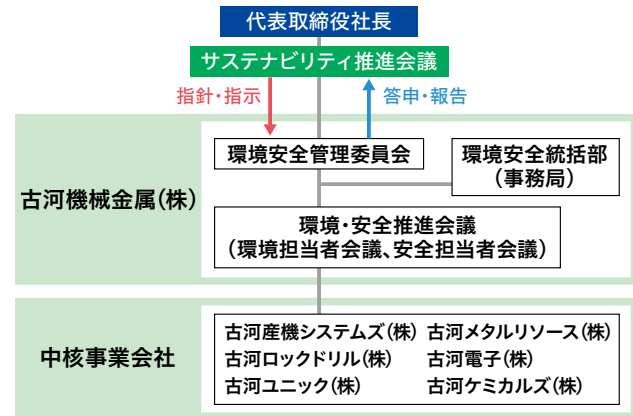 代表取締役社長
サステナビリティ推進会議
指針・指示
答申・報告
古河機械金属(株)
環境安全管理委員会
環境安全統括部
(事務局)
環境・安全推進会議
(環境担当者会議、安全担当者会議)
中核事業会社
古河産機システムズ(株) 古河メタルリソース(株)
古河ロックドリル(株) 古河電子(株)
古河ユニック(株) 古河ケミカルズ(株)